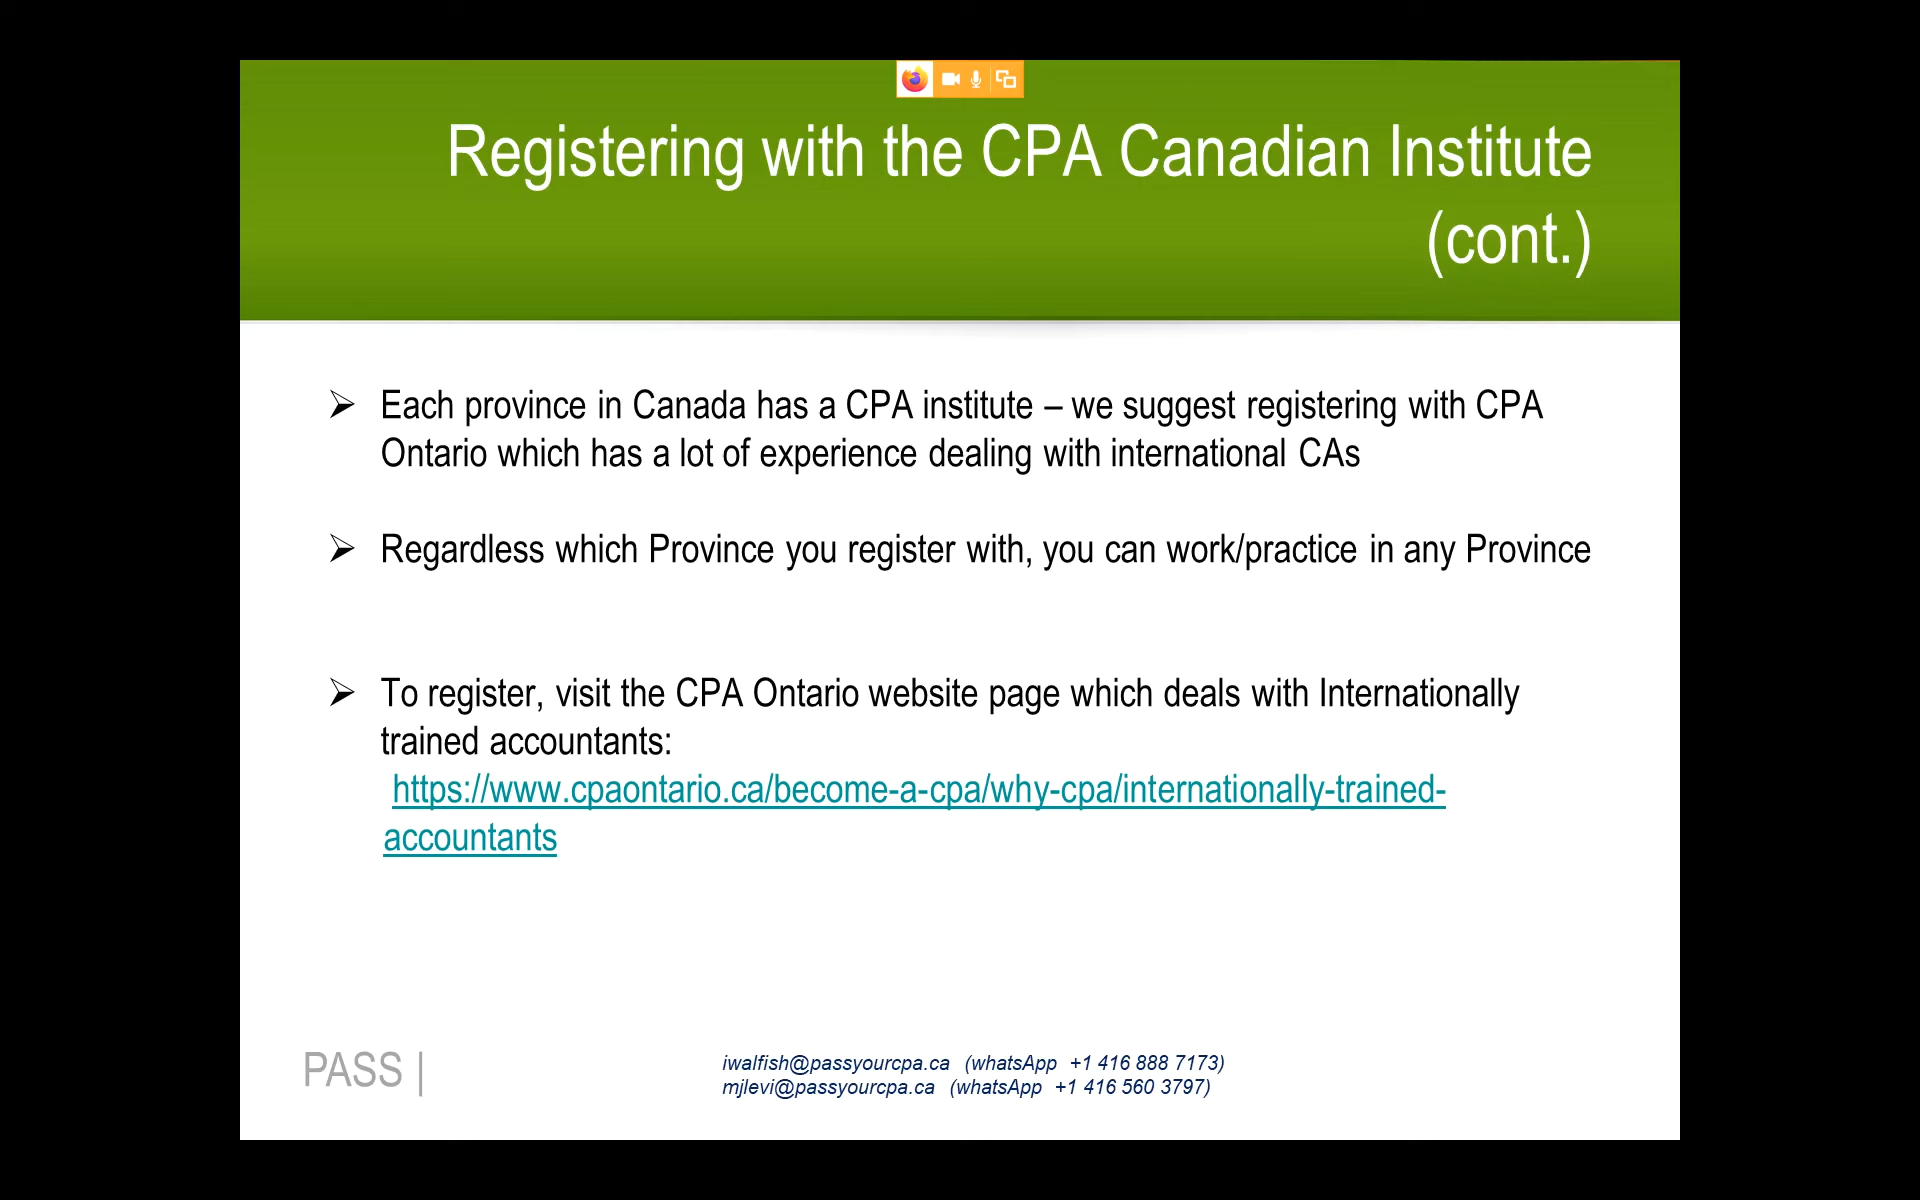 Registering with the CPA Canadian Institute
(cont.)
➢ Each province in Canada has a CPA institute – we suggest registering with CPA
Ontario which has a lot of experience dealing with international CAs
➢ Regardless which Province you register with, you can work/practice in any Province
➢ To register, visit the CPA Ontario website page which deals with Internationally
trained accountants:
https://www.cpaontario.ca/become-a-cpa/why-cpa/internationally-trained-
accountants
PASS |
iwalfish@passyourcpa.ca (whatsApp +1 416 888 7173)
mjlevi@passyourcpa.ca (whatsApp +1 416 560 3797)